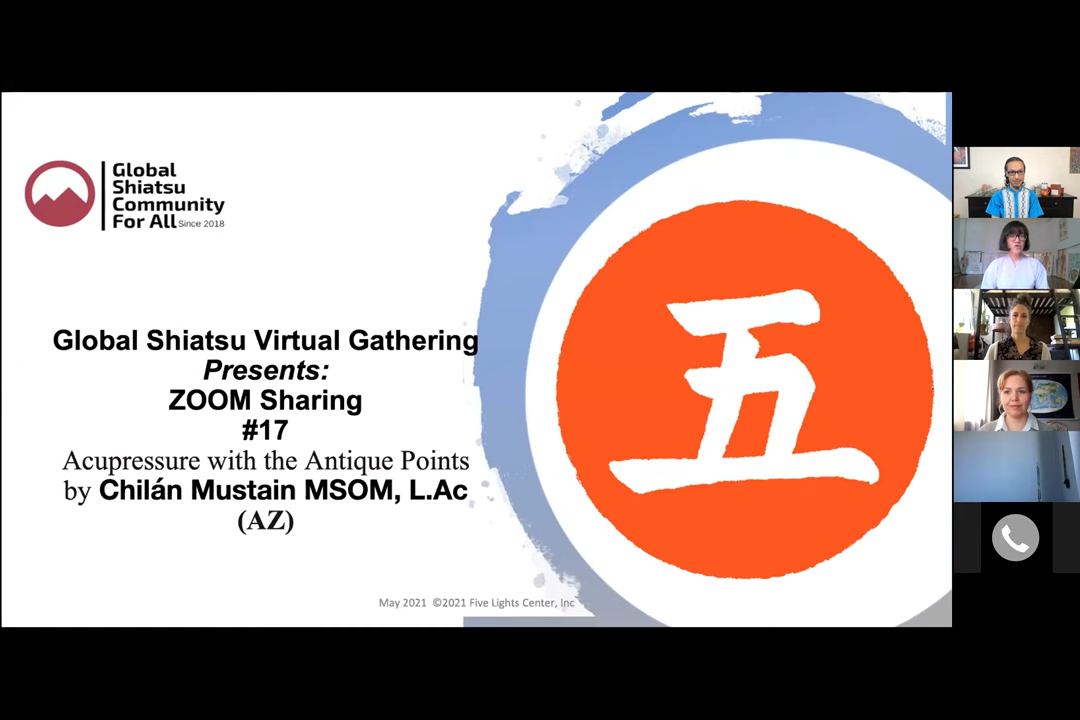 Global
Shiatsu
Community
For All Since 2018
Global Shiatsu Virtual Gathering
Presents:
ZOOM Sharing
#17
Acupressure with the Antique Points
by Chilán Mustain MSOM, L.Ac
(AZ)
五
May 2021 ©2021 Five Lights Center, Inc